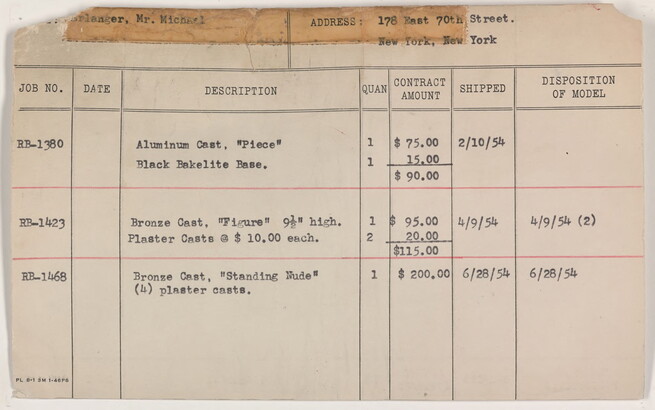 Erlanger, Mr. Michael ADDRESS: 178 East 70th Street.
New York, New York
JOB NO. DATE DESCRIPTION QUAN CONTRACT AMOUNT SHIPPED DISPOSITION OF MODEL
RB-1380 Aluminum Cast, "Piece" 1 $ 75.00 2/10/54
Black Bakelite Base. 1 15.00
$ 90.00
RB-1423 Bronze Cast, "Figure" 9½" high. 1 $ 95.00 4/9/54 4/9/54 (2)
Plaster Casts @ $ 10.00 each. 2 20.00
$115.00
RB-1468 Bronze Cast, "Standing Nude" 1 $ 200.00 6/28/54 6/28/54
(4) plaster casts.